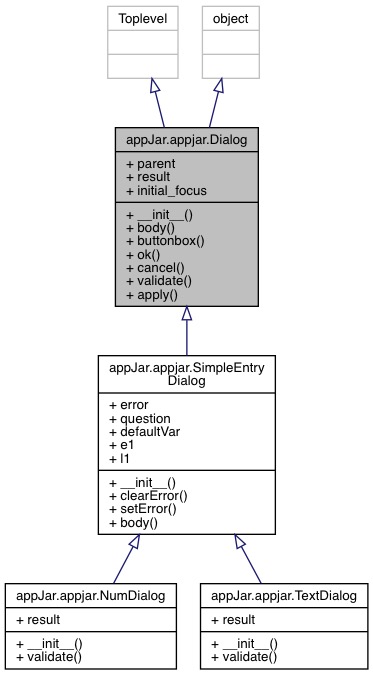 Toplevel
object
appJar.appjar.Dialog
+ parent
+ result
+ initial_focus
+ __init__()
+ body()
+ buttonbox()
+ ok()
+ cancel()
+ validate()
+ apply()
appJar.appjar.SimpleEntry
Dialog
+ error
+ question
+ defaultVar
+ e1
+ l1
+ __init__()
+ clearError()
+ setError()
+ body()
appJar.appjar.NumDialog
+ result
+ __init__()
+ validate()
appJar.appjar.TextDialog
+ result
+ __init__()
+ validate()